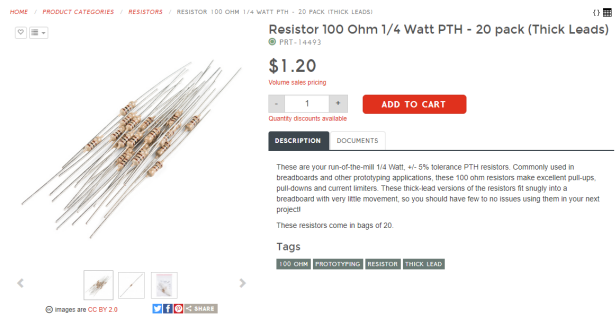 HOME / PRODUCT CATEGORIES / RESISTORS / RESISTOR 100 OHM 1/4 WATT PTH - 20 PACK (THICK LEADS)
Resistor 100 Ohm 1/4 Watt PTH - 20 pack (Thick Leads)
PRT-14493
$1.20
Volume sales pricing
- 1 +
ADD TO CART
Quantity discounts available
DESCRIPTION DOCUMENTS
These are your run-of-the-mill 1/4 Watt, +/- 5% tolerance PTH resistors. Commonly used in
breadboards and other prototyping applications, these 100 ohm resistors make excellent pull-ups,
pull-downs and current limiters. These thick-lead versions of the resistors fit snugly into a
breadboard with very little movement, so you should have few to no issues using them in your next
project!
These resistors come in bags of 20.
Tags
100 OHM PROTOTYPING RESISTOR THICK LEAD
images are CC BY 2.0
SHARE